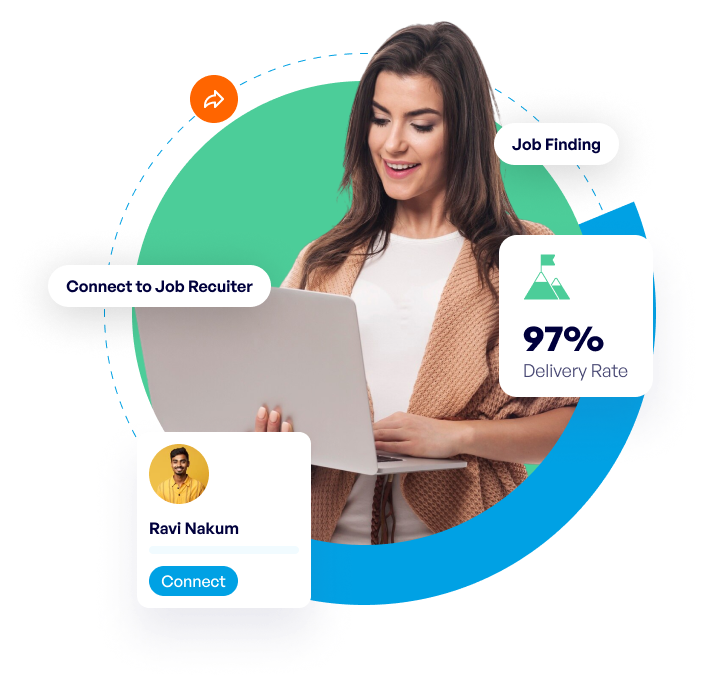 Job Finding
Connect to Job Recuiter
97%
Delivery Rate
Ravi Nakum
Connect